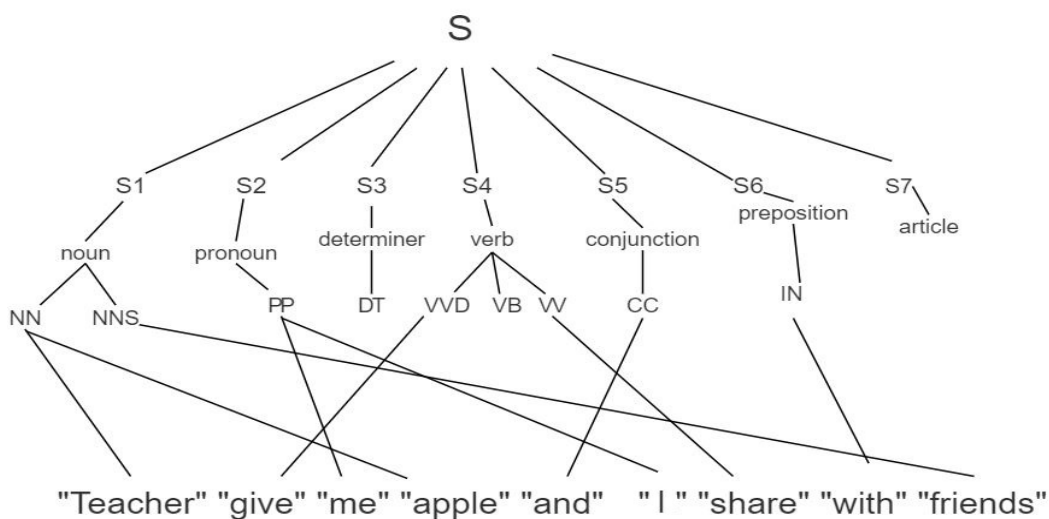 S
S1 S2 S3 S4 S5 S6 S7
noun pronoun determiner verb conjunction preposition article
NN NNS PP DT VVD VB VV CC IN
"Teacher" "give" "me" "apple" "and" " I " "share" "with" "friends"